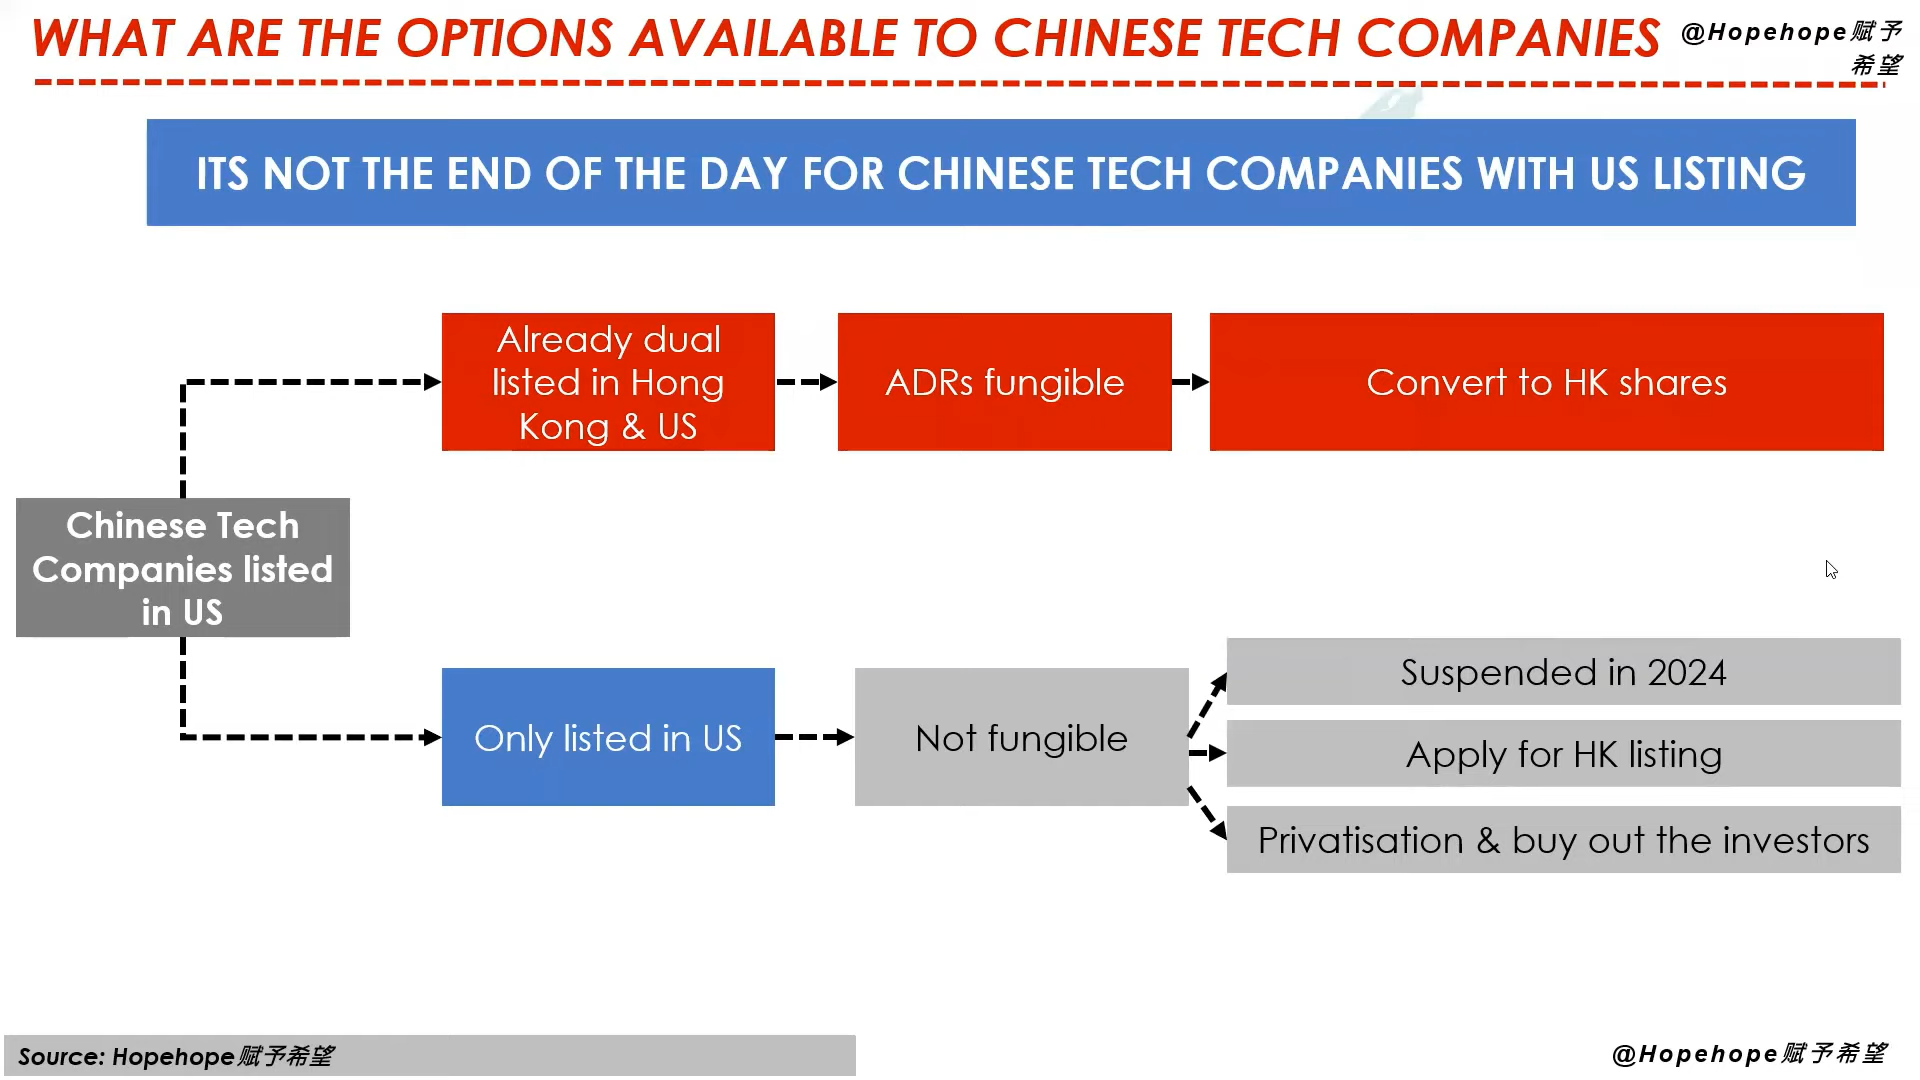 WHAT ARE THE OPTIONS AVAILABLE TO CHINESE TECH COMPANIES
@Hopehope赋予
希望
ITS NOT THE END OF THE DAY FOR CHINESE TECH COMPANIES WITH US LISTING
Already dual
listed in Hong
Kong & US
ADRs fungible
Convert to HK shares
Chinese Tech
Companies listed
in US
Only listed in US
Not fungible
Suspended in 2024
Apply for HK listing
Privatisation & buy out the investors
Source: Hopehope赋予希望
@Hopehope赋予希望